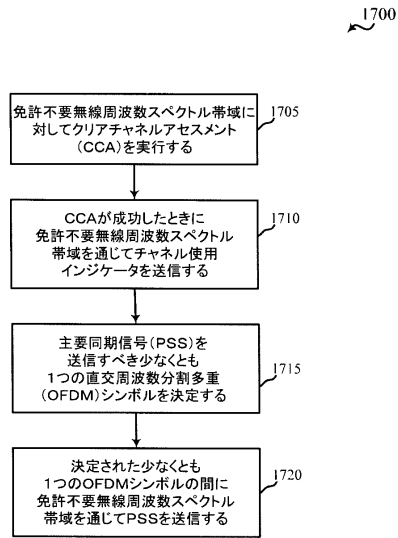 1700
免許不要無線周波数スペクトル帯域に
対してクリアチャネルアセスメント
(CCA)を実行する
1705
CCAが成功したときに
免許不要無線周波数スペクトル
帯域を通じてチャネル使用
インジケータを送信する
1710
主要同期信号(PSS)を
送信すべき少なくとも
1つの直交周波数分割多重
(OFDM)シンボルを決定する
1715
決定された少なくとも
1つのOFDMシンボルの間に
免許不要無線周波数スペクトル
帯域を通じてPSSを送信する
1720